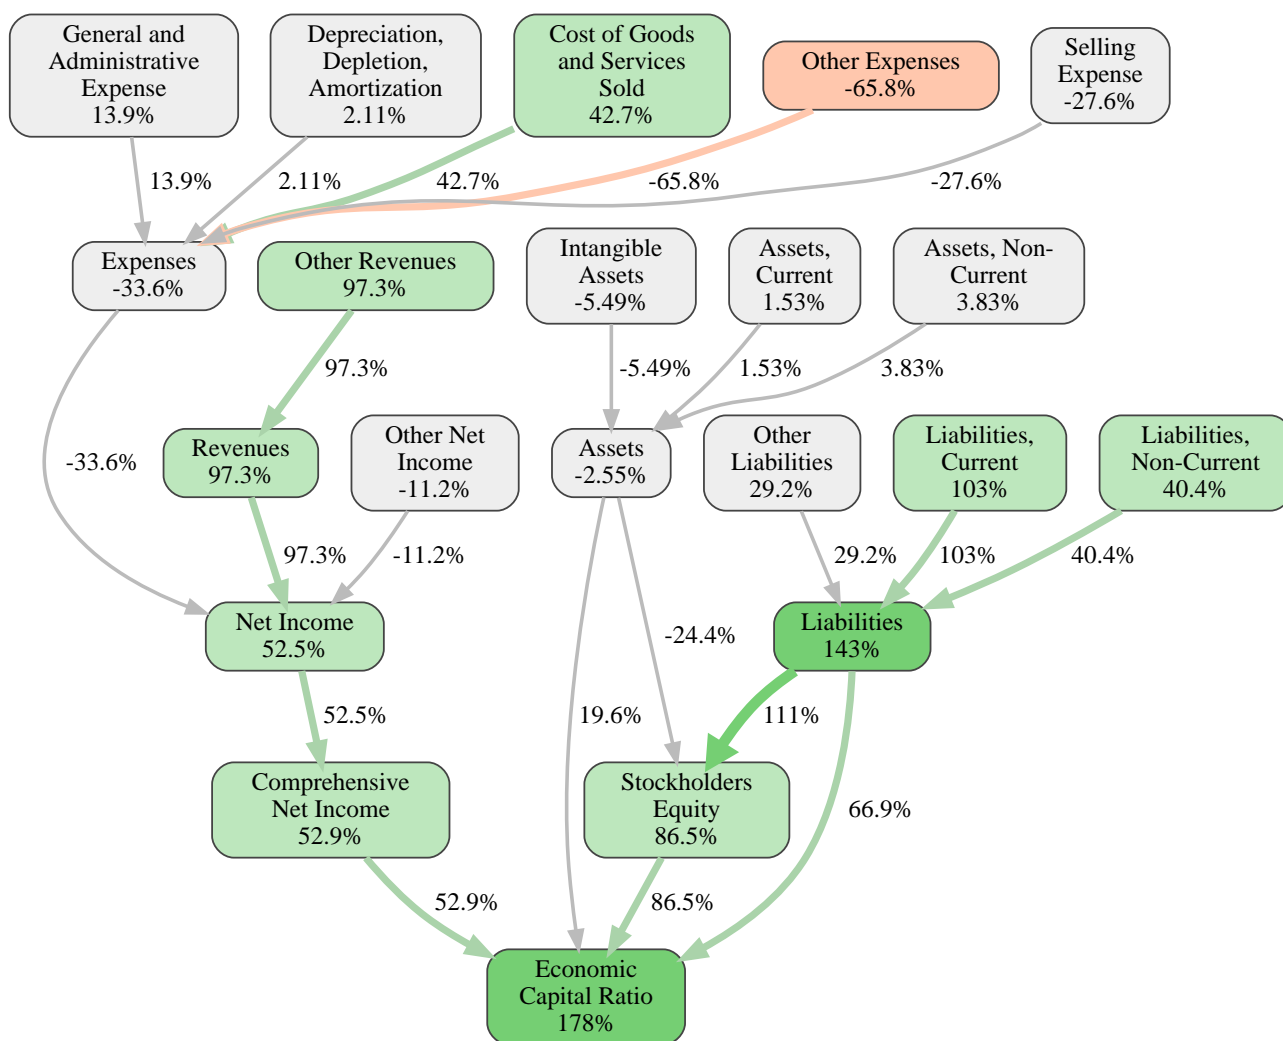 General and
Administrative
Expense
13.9%
Depreciation,
Depletion,
Amortization
2.11%
Cost of Goods
and Services
Sold
42.7%
Other Expenses
-65.8%
Selling
Expense
-27.6%
13.9%
2.11%
42.7%
-65.8%
-27.6%
Expenses
-33.6%
Other Revenues
97.3%
Intangible
Assets
-5.49%
Assets,
Current
1.53%
Assets, Non-
Current
3.83%
97.3%
-5.49%
1.53%
3.83%
-33.6%
Revenues
97.3%
Other Net
Income
-11.2%
Assets
-2.55%
Other
Liabilities
29.2%
Liabilities,
Current
103%
Liabilities,
Non-Current
40.4%
97.3%
-11.2%
29.2%
103%
40.4%
Net Income
52.5%
-24.4%
Liabilities
143%
52.5%
19.6%
111%
Comprehensive
Net Income
52.9%
Stockholders
Equity
86.5%
66.9%
52.9%
86.5%
Economic
Capital Ratio
178%